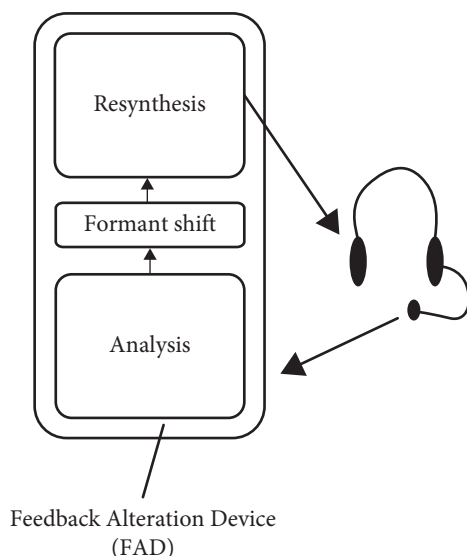 Resynthesis
Formant shift
Analysis
Feedback Alteration Device
(FAD)